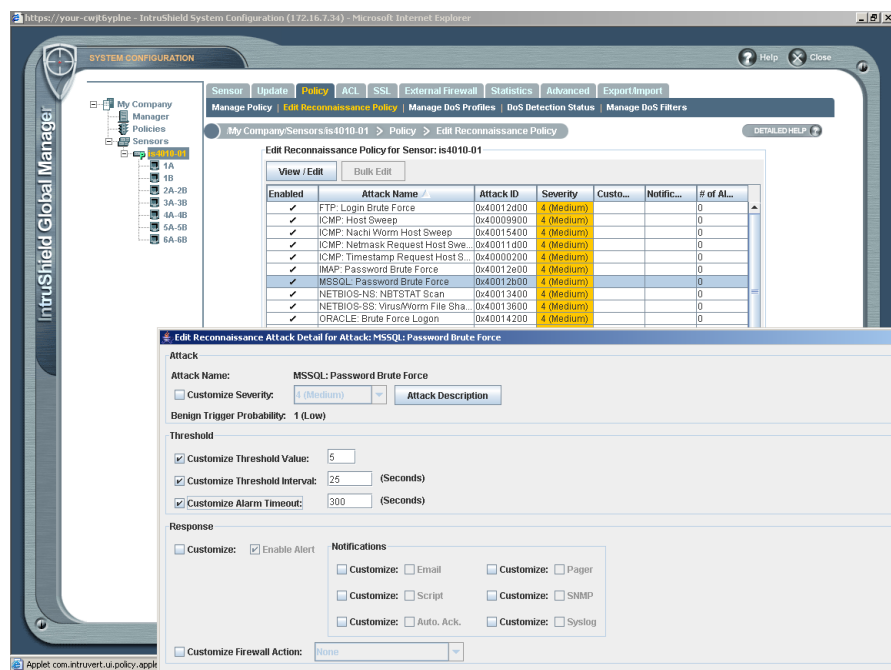 https://your-cwjt6yplne - IntruShield System Configuration (172.16.7.34) - Microsoft Internet Explorer
SYSTEM CONFIGURATION
Help
Close
IntruShield Global Manager
My Company
Manager
Policies
Sensors
is4010-01
1A
1B
2A-2B
3A-3B
4A-4B
5A-5B
6A-6B
Sensor Update Policy ACL SSL External Firewall Statistics Advanced Export/Import
Manage Policy | Edit Reconnaissance Policy | Manage DoS Profiles | DoS Detection Status | Manage DoS Filters
/My Company/Sensors/is4010-01 > Policy > Edit Reconnaissance Policy
DETAILED HELP ?
Edit Reconnaissance Policy for Sensor: is4010-01
View / Edit Bulk Edit
Enabled Attack Name Attack ID Severity Custo... Notific... # of Al...
FTP: Login Brute Force 0x40012d00 4 (Medium) 0
ICMP: Host Sweep 0x40009900 4 (Medium) 0
ICMP: Nachi Worm Host Sweep 0x40015400 4 (Medium) 0
ICMP: Netmask Request Host Swe... 0x40011d00 4 (Medium) 0
ICMP: Timestamp Request Host S... 0x40000200 4 (Medium) 0
IMAP: Password Brute Force 0x40012e00 4 (Medium) 0
MSSQL: Password Brute Force 0x40012b00 4 (Medium) 0
NETBIOS-NS: NBTSTAT Scan 0x40013400 4 (Medium) 0
NETBIOS-SS: Virus/Worm File Sha... 0x40013600 4 (Medium) 0
ORACLE: Brute Force Logon 0x40014200 4 (Medium) 0
Edit Reconnaissance Attack Detail for Attack: MSSQL: Password Brute Force
Attack
Attack Name: MSSQL: Password Brute Force
Customize Severity: 4 (Medium) Attack Description
Benign Trigger Probability: 1 (Low)
Threshold
Customize Threshold Value: 5
Customize Threshold Interval: 25 (Seconds)
Customize Alarm Timeout: 300 (Seconds)
Response
Customize: Enable Alert
Notifications
Customize: Email Customize: Pager
Customize: Script Customize: SNMP
Customize: Auto. Ack. Customize: Syslog
Customize Firewall Action: None
Applet com.intruvert.ui.policy.apple